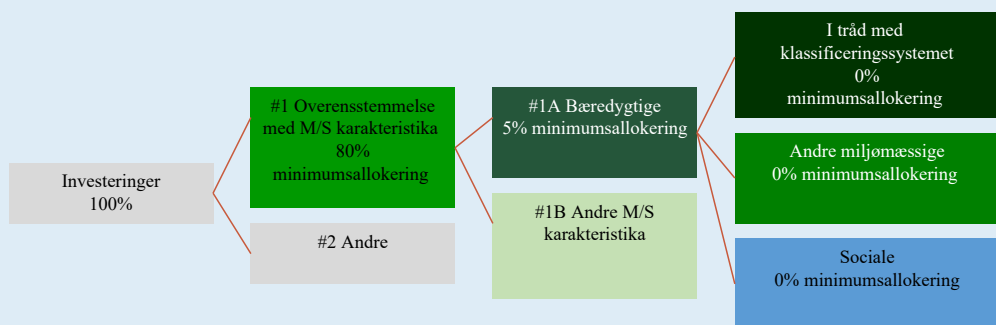 Investeringer
100%
#1 Overensstemmelse
med M/S karakteristika
80%
minimumsallokering
#2 Andre
#1A Bæredygtige
5% minimumsallokering
#1B Andre M/S
karakteristika
I tråd med
klassificeringssystemet
0%
minimumsallokering
Andre miljømæssige
0% minimumsallokering
Sociale
0% minimumsallokering